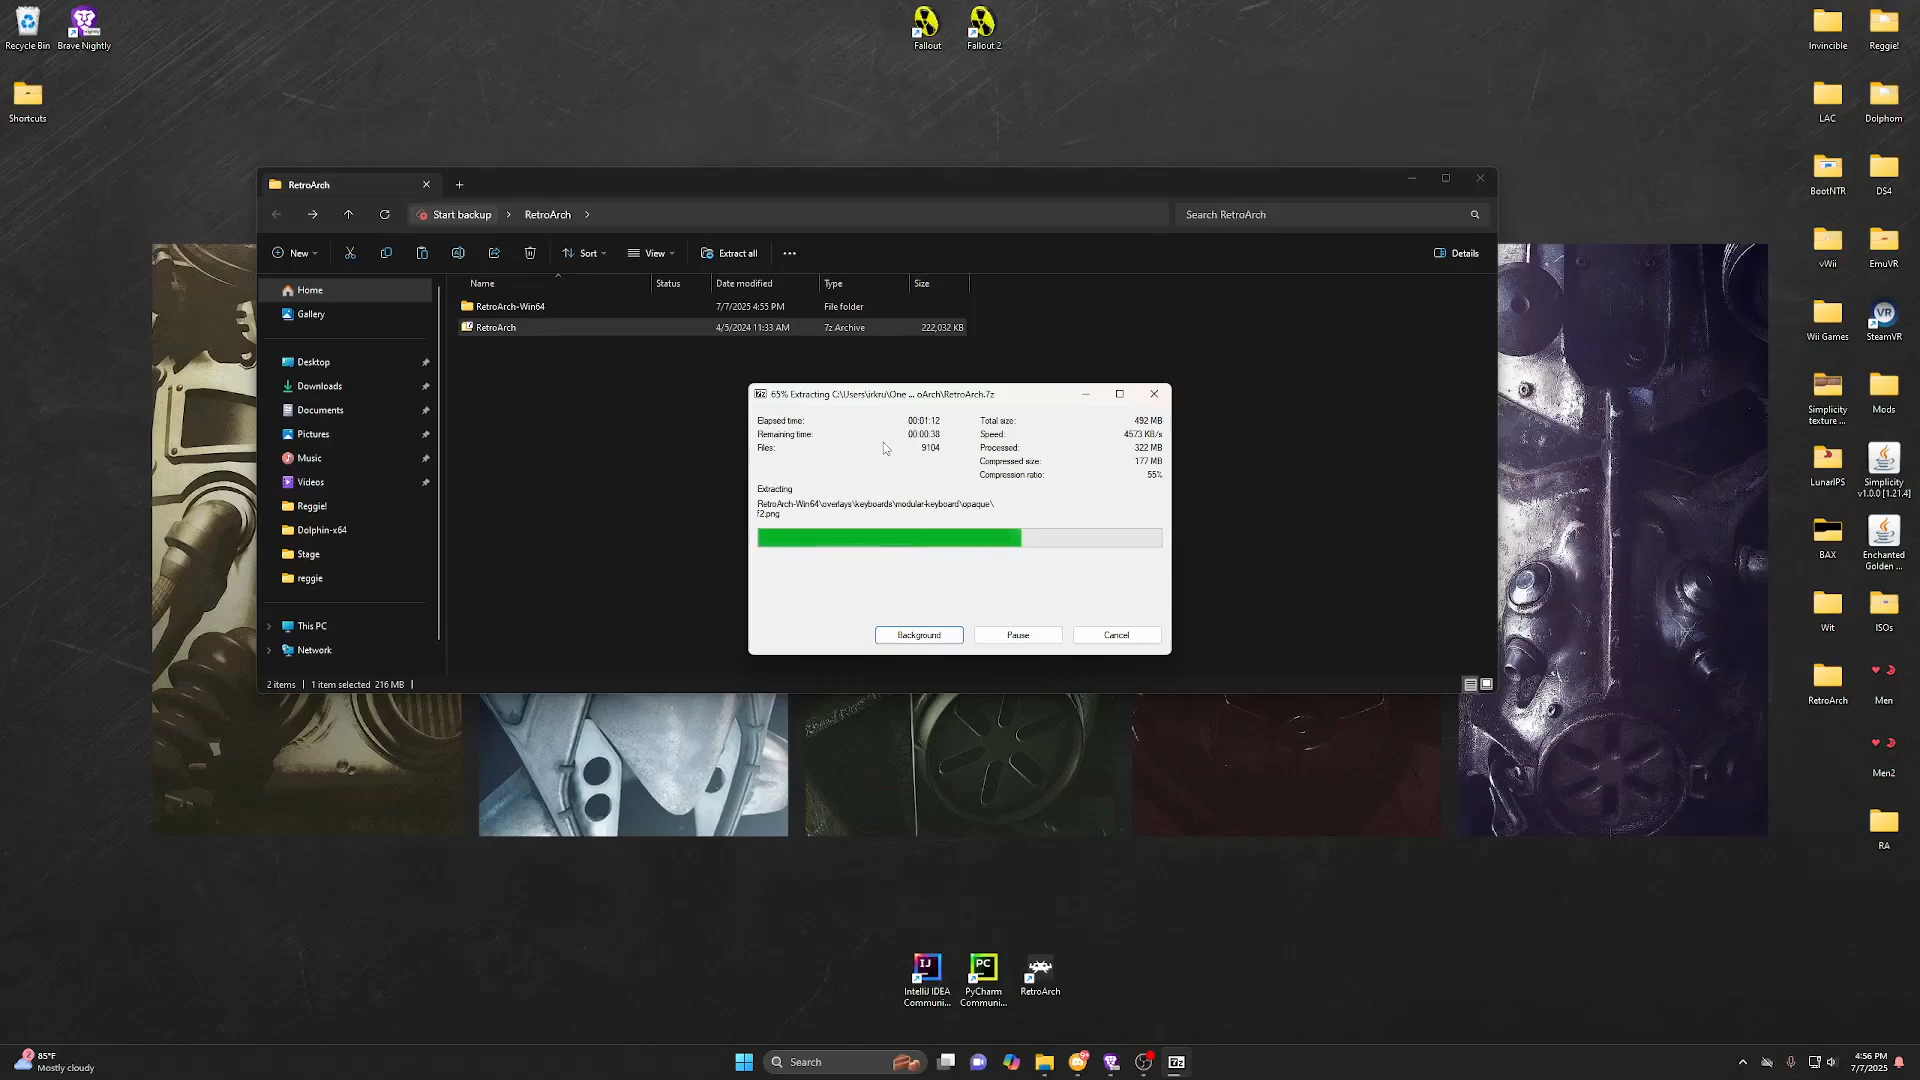 Recycle Bin
Brave Nightly
Fallout
Fallout 2
Invincible
Reggie!
Shortcuts
LAC
Dolphom
BootNTR
DS4
vWii
EmuVR
Wii Games
SteamVR
Simplicity
texture ...
Mods
LunarIPS
Simplicity
v1.0.0 [1.21.4]
BAX
Enchanted
Golden ...
Wit
ISOs
RetroArch
Men
Men2
RA
RetroArch
Start backup
RetroArch
Search RetroArch
New
Sort
View
Extract all
Details
Name
Status
Date modified
Type
Size
RetroArch-Win64
7/7/2025 4:55 PM
File folder
RetroArch
4/5/2024 11:33 AM
7z Archive
222,032 KB
Home
Gallery
Desktop
Downloads
Documents
Pictures
Music
Videos
Reggie!
Dolphin-x64
Stage
reggie
This PC
Network
2 items
1 item selected 216 MB
65% Extracting C:\Users\irkru\One ... oArch\RetroArch.7z
Elapsed time: 00:01:12
Total size: 492 MB
Remaining time: 00:00:38
Speed: 4573 KB/s
Files: 9104
Processed: 322 MB
Compressed size: 177 MB
Compression ratio: 55%
Extracting
RetroArch-Win64\overlays\keyboards\modular-keyboard\opaque\
F2.png
Background
Pause
Cancel
IntelliJ IDEA
Communi...
PyCharm
Communi...
RetroArch
85°F
Mostly cloudy
Search
4:56 PM
7/7/2025